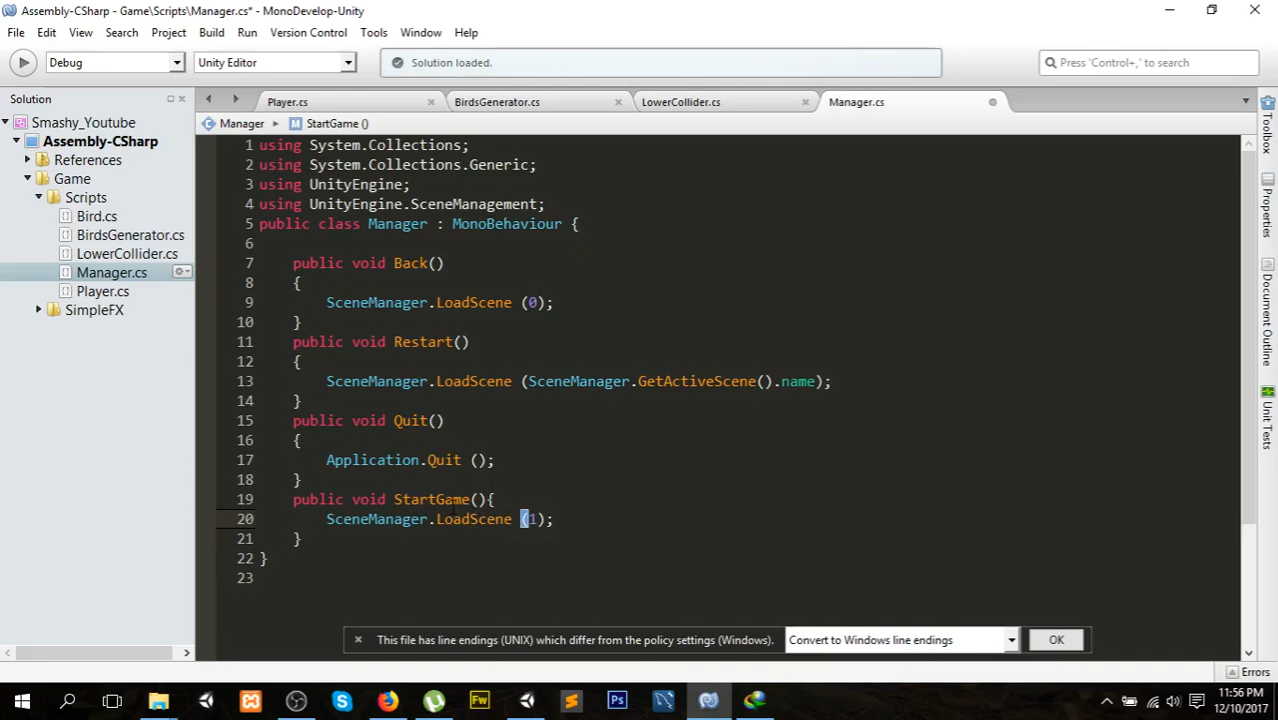 Assembly-CSharp - Game\Scripts\Manager.cs* - MonoDevelop-Unity
File Edit View Search Project Build Run Version Control Tools Window Help
Debug Unity Editor Solution loaded. Press 'Control+,' to search
Solution
Smashy_Youtube
Assembly-CSharp
References
Game
Scripts
Bird.cs
BirdsGenerator.cs
LowerCollider.cs
Manager.cs
Player.cs
SimpleFX
Player.cs BirdsGenerator.cs LowerCollider.cs Manager.cs
Manager StartGame ()
1 using System.Collections;
2 using System.Collections.Generic;
3 using UnityEngine;
4 using UnityEngine.SceneManagement;
5 public class Manager : MonoBehaviour {
6
7 public void Back()
8 {
9 SceneManager.LoadScene (0);
10 }
11 public void Restart()
12 {
13 SceneManager.LoadScene (SceneManager.GetActiveScene().name);
14 }
15 public void Quit()
16 {
17 Application.Quit ();
18 }
19 public void StartGame(){
20 SceneManager.LoadScene (1);
21 }
22 }
23
This file has line endings (UNIX) which differ from the policy settings (Windows). Convert to Windows line endings OK
Toolbox
Properties
Document Outline
Unit Tests
Errors
Fw Ps
11:56 PM
12/10/2017